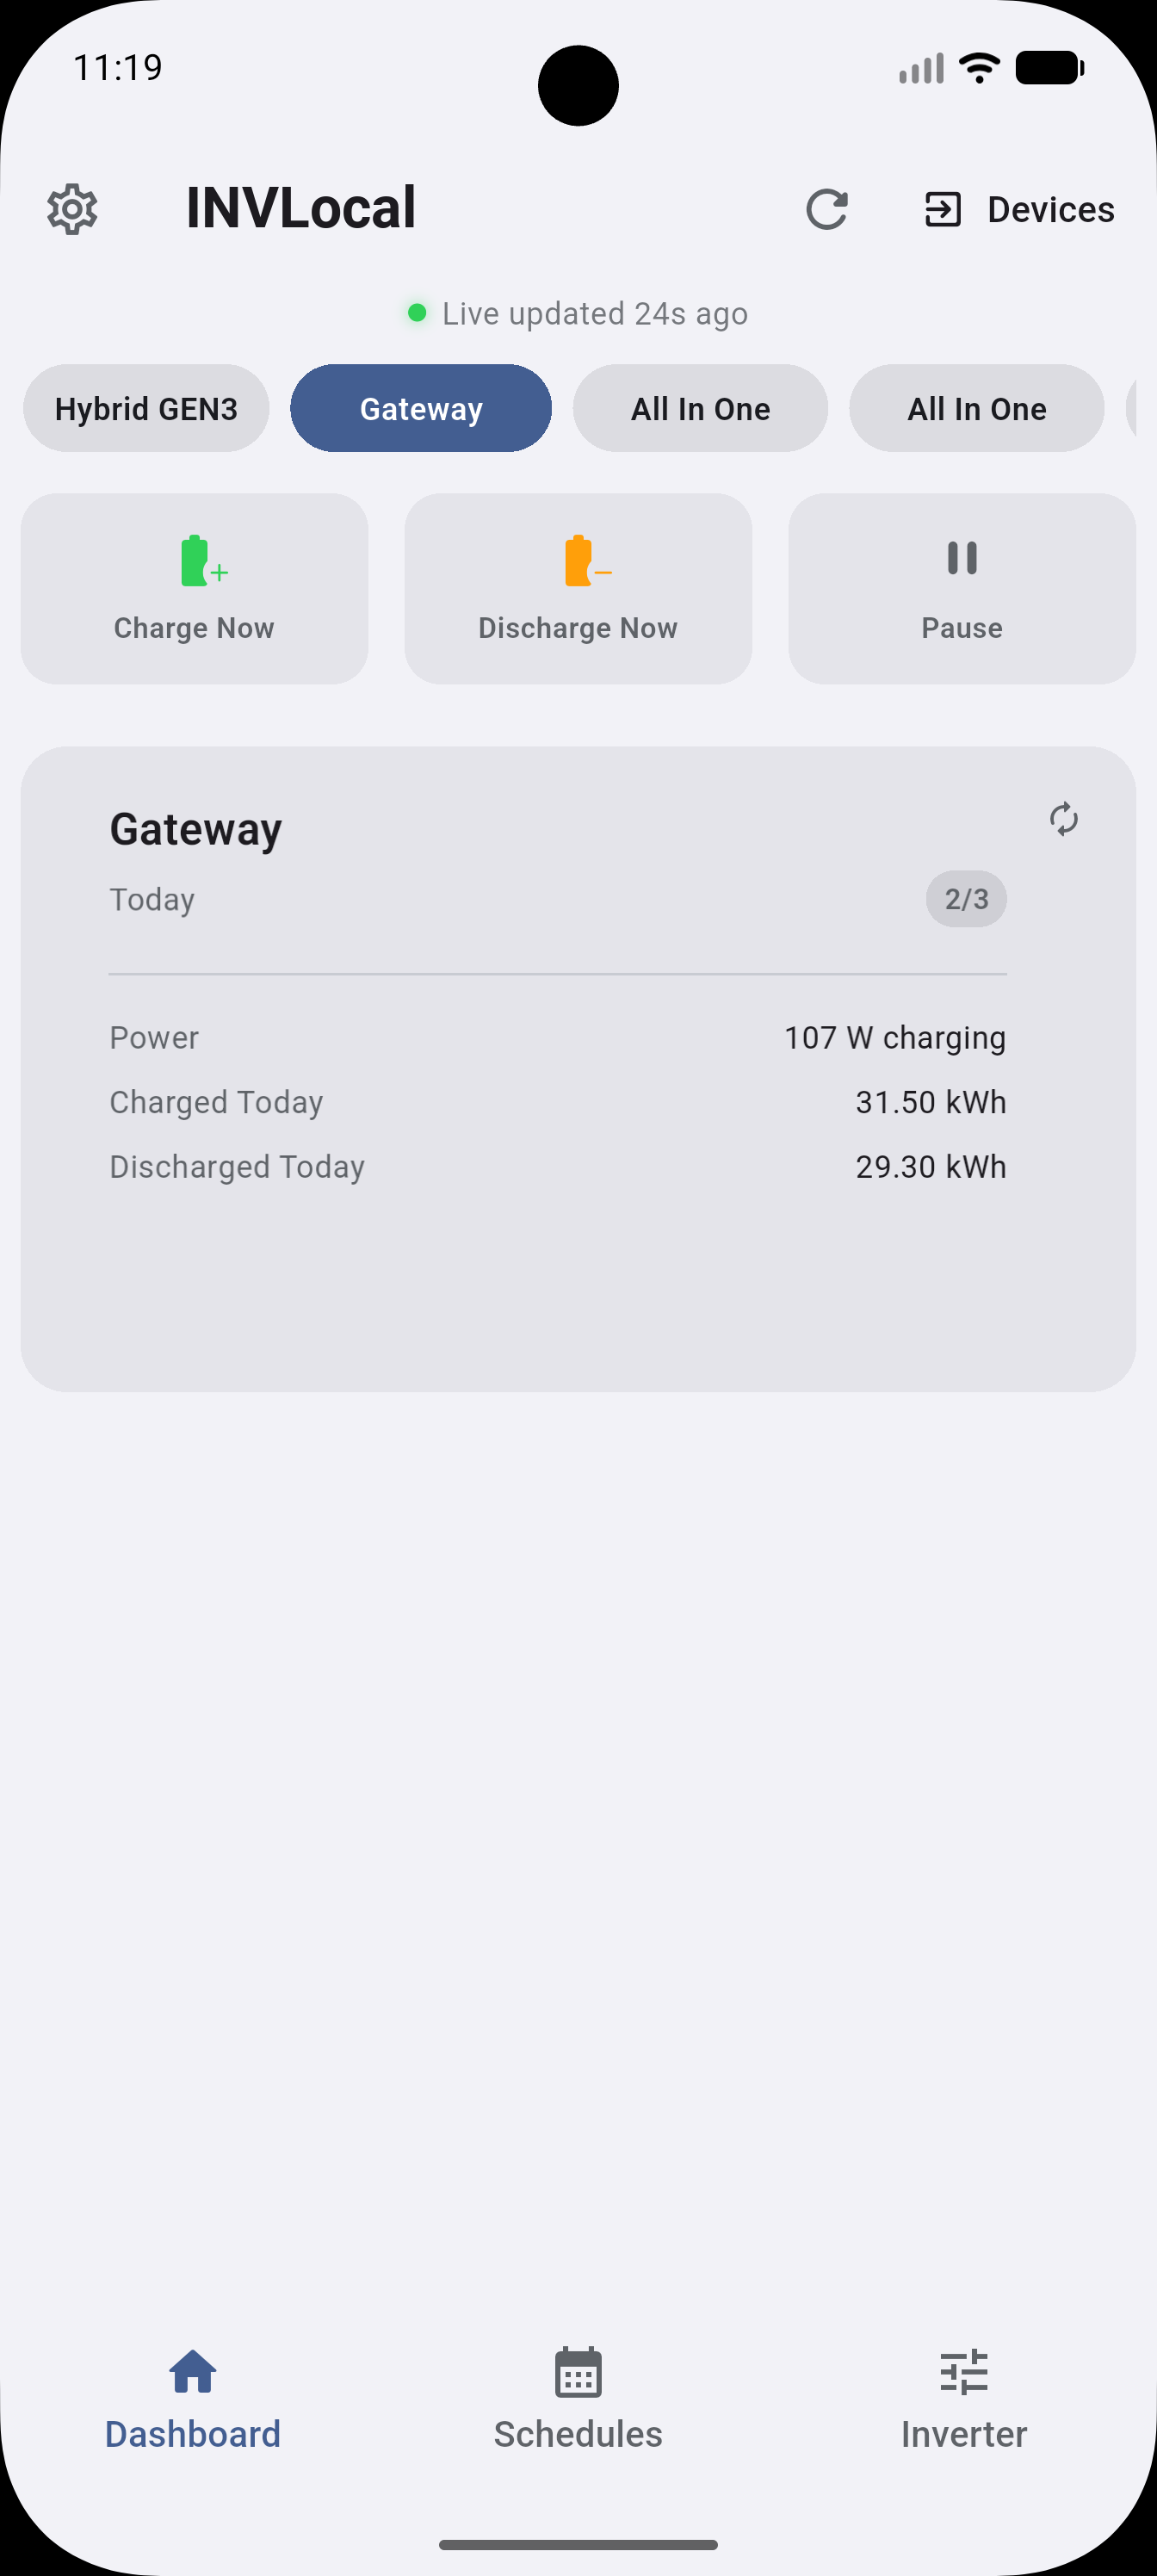 11:19
INVLocal
Devices
Live updated 24s ago
Hybrid GEN3
Gateway
All In One
All In One
Charge Now
Discharge Now
Pause
Gateway
Today
2/3
Power
107 W charging
Charged Today
31.50 kWh
Discharged Today
29.30 kWh
Dashboard
Schedules
Inverter